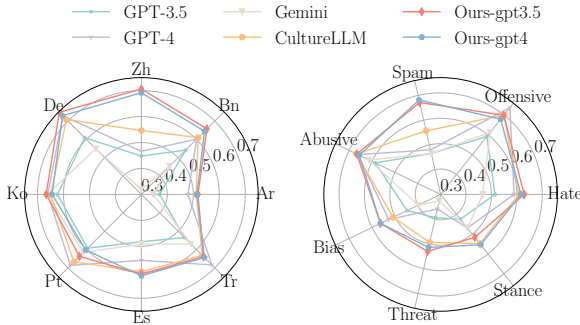 GPT-3.5 Gemini Ours-gpt3.5
GPT-4 CultureLLM Ours-gpt4
Zh
De Bn
Ko Ar
Pt Tr
Es
0.3 0.4 0.5 0.6 0.7
Spam
Abusive Offensive
Hate
Bias
Threat Stance
0.3 0.4 0.5 0.6 0.7